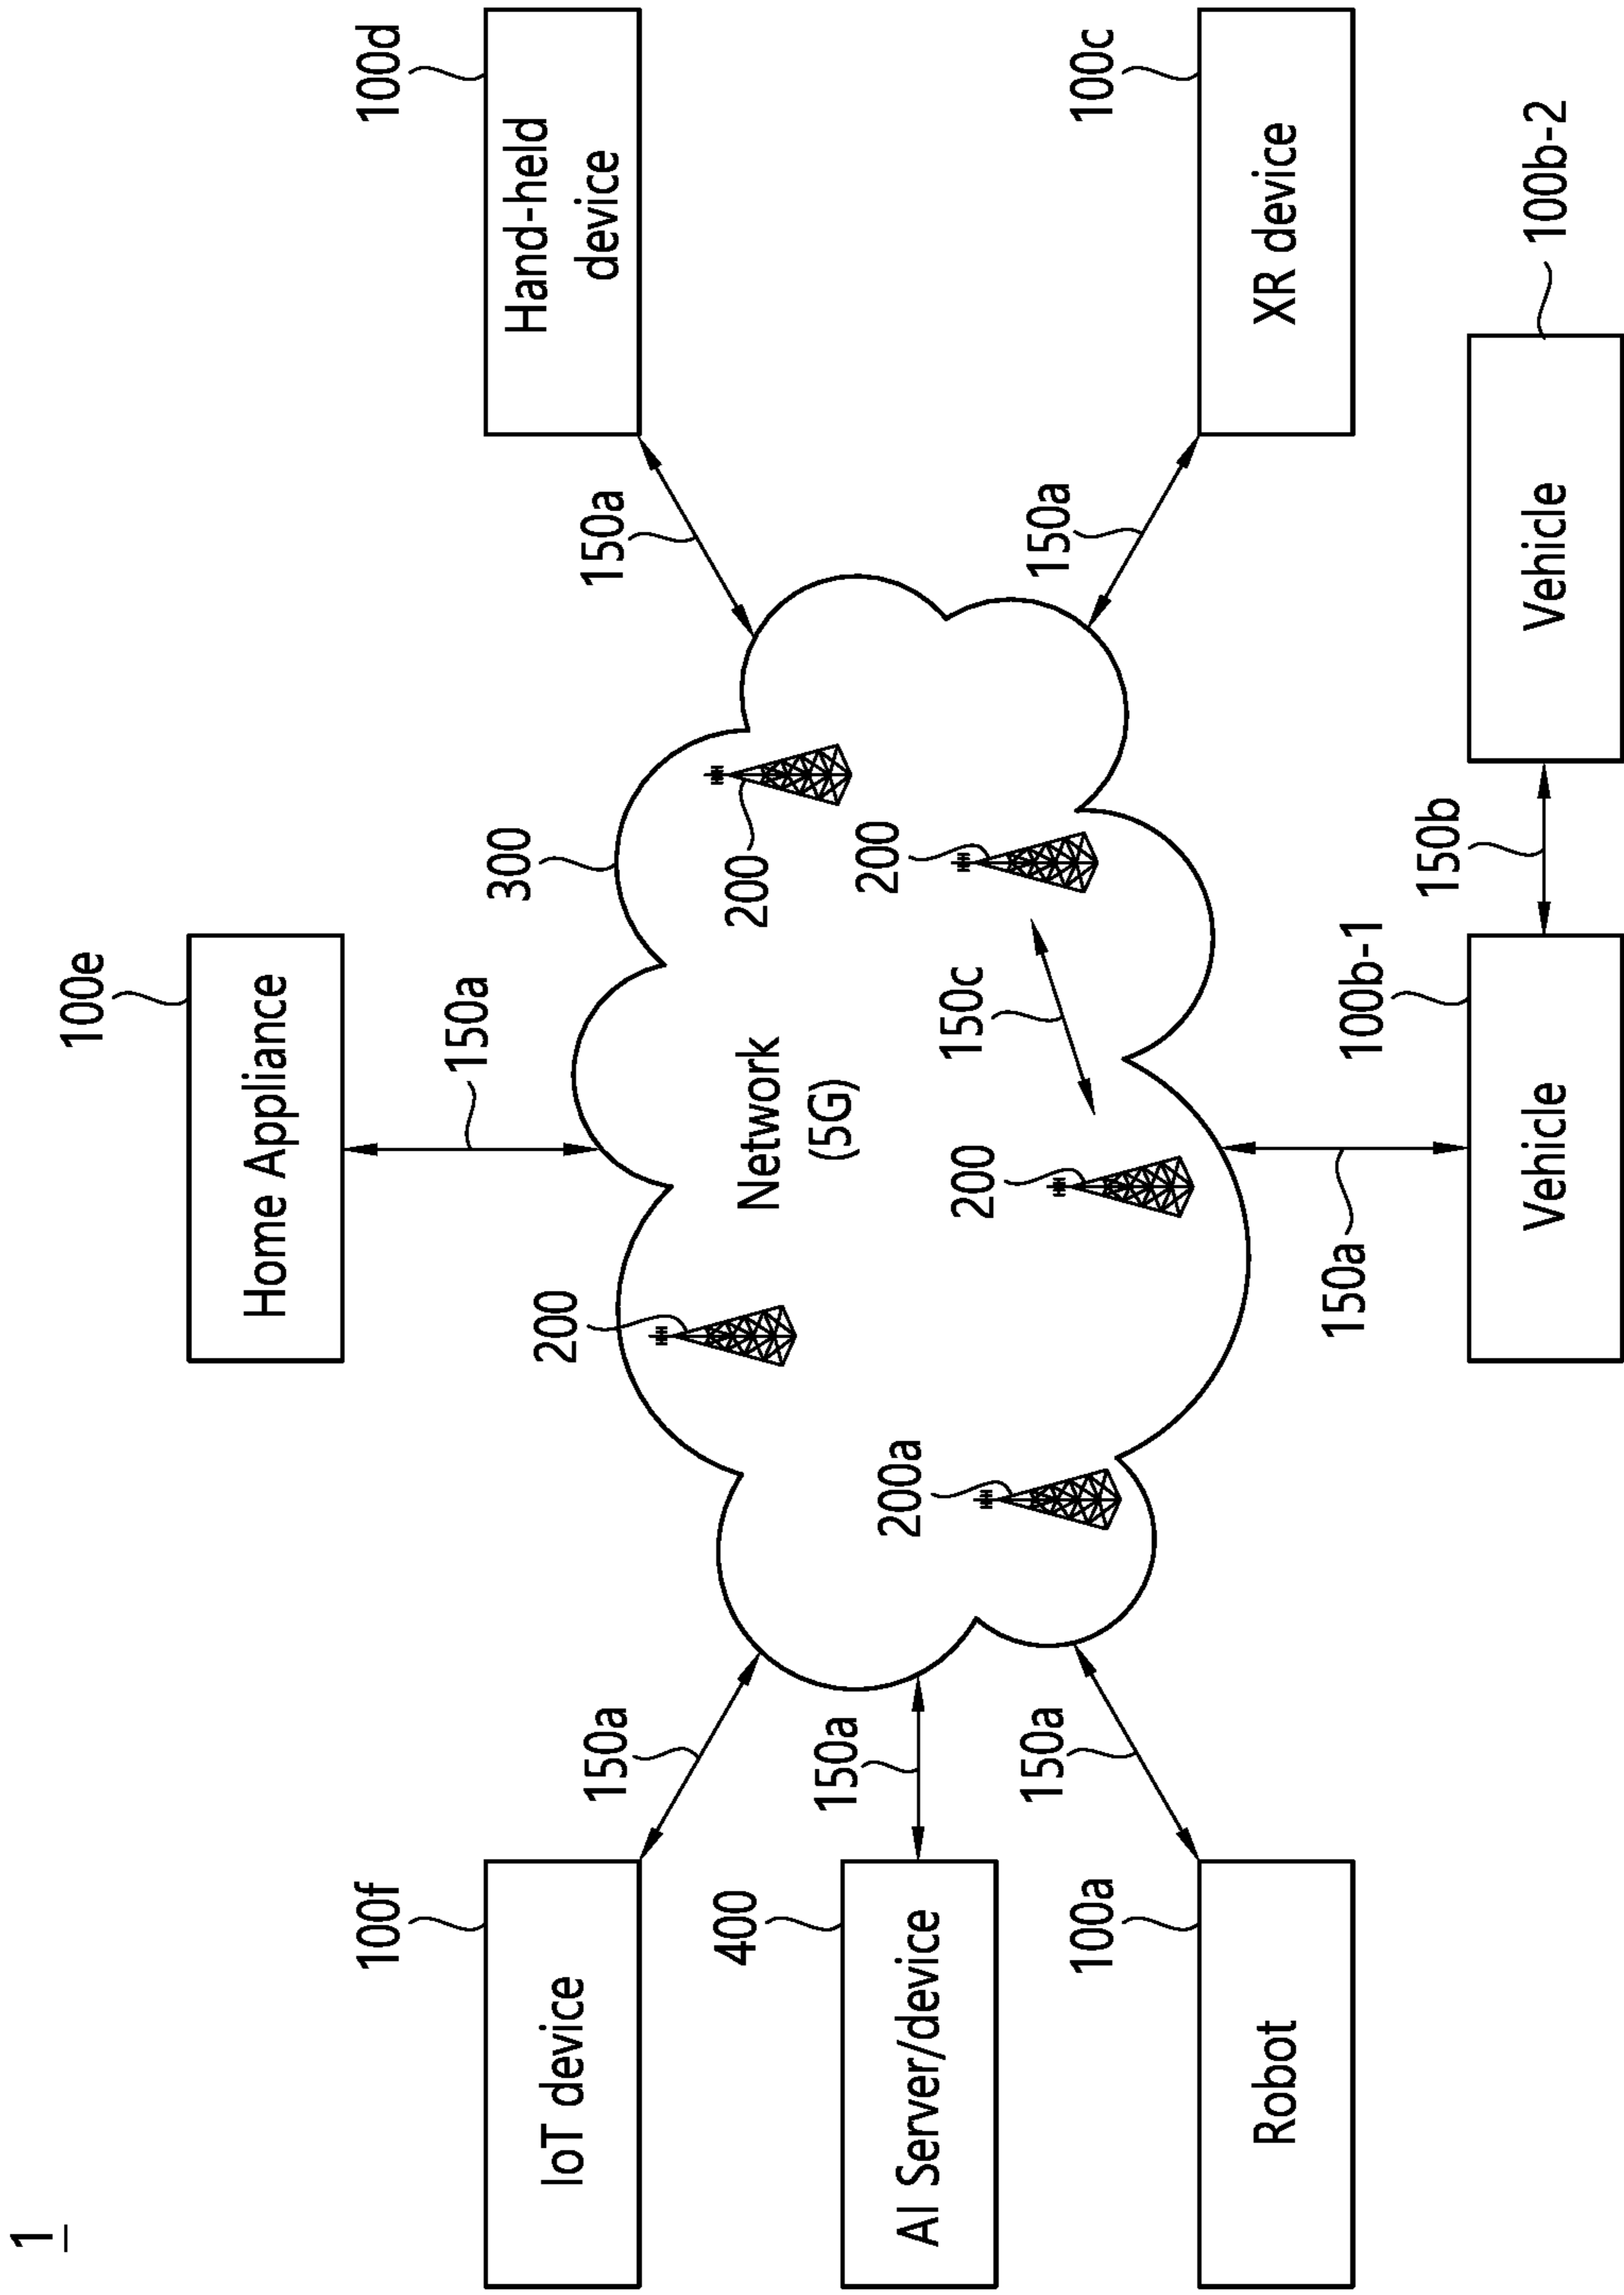 1
100e
Home Appliance
150a
100f
IoT device
150a
300
100d
Hand-held
device
150a
200
200
Network
(5G)
400
AI Server/device
150a
200a
200
150c
200
100a
Robot
150a
150a
100c
XR device
150a
100b-1
Vehicle
150b
100b-2
Vehicle